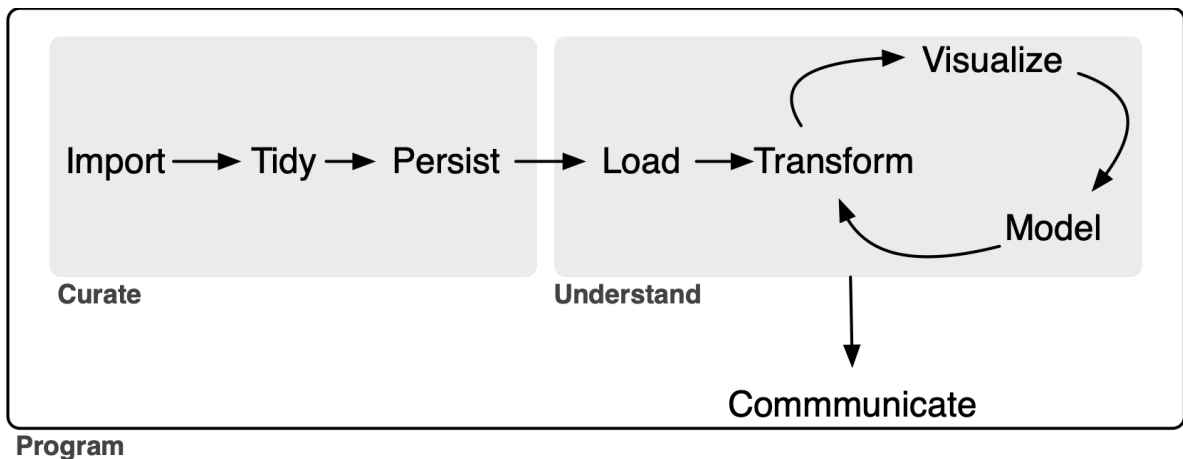 Visualize
Import Tidy Persist Load Transform
Model
Curate Understand
Commmunicate
Program